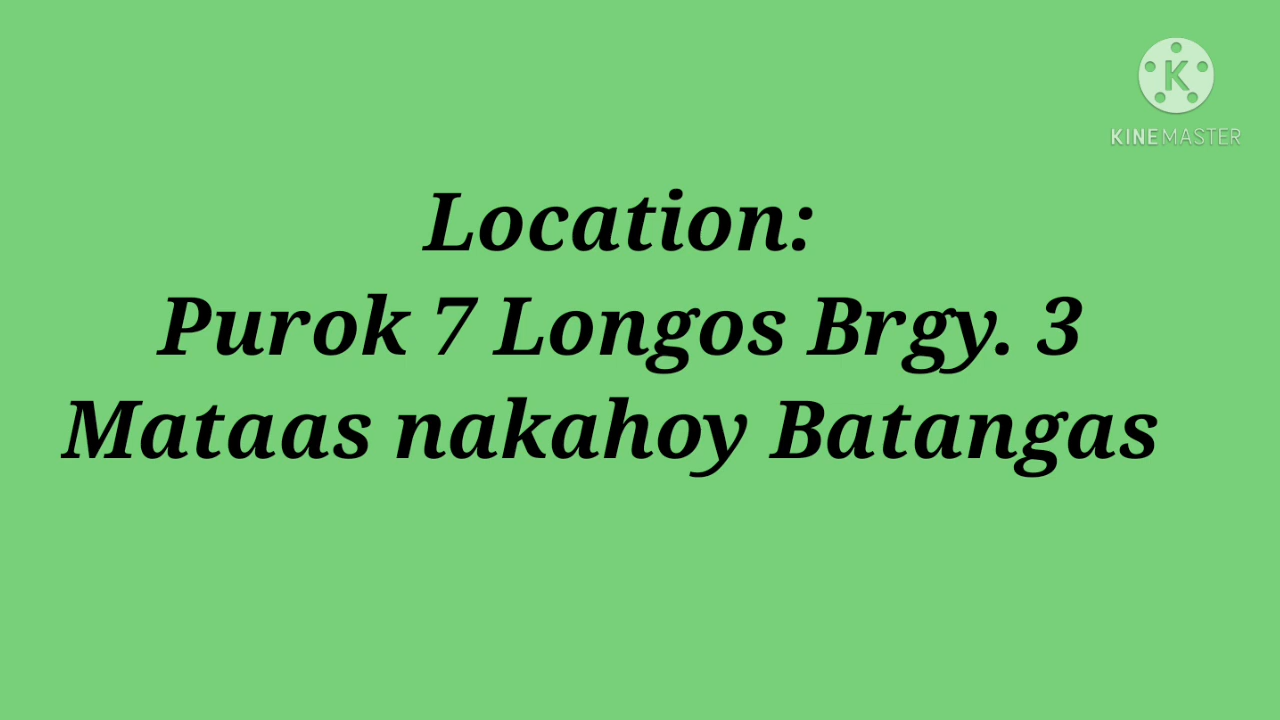 K
KINEMASTER
Location:
Purok 7 Longos Brgy. 3
Mataas nakahoy Batangas